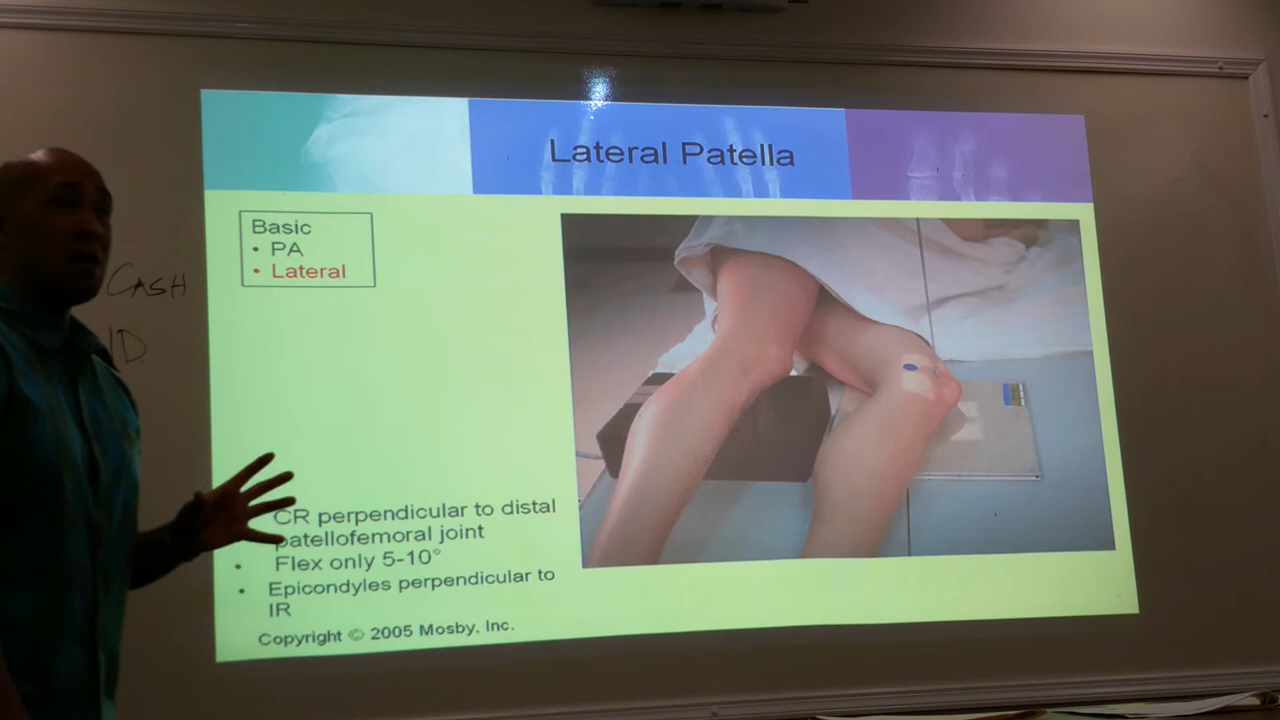 Lateral Patella
Basic
• PA
• Lateral
CASH
ID
CR perpendicular to distal
patellofemoral joint
• Flex only 5-10°
• Epicondyles perpendicular to
IR
Copyright © 2005 Mosby, Inc.